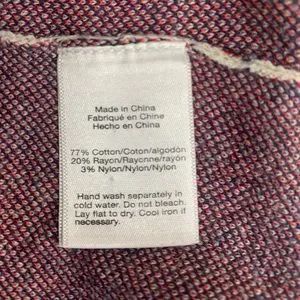 Made in China
Fabriqué en Chine
Hecho en China
77% Cotton/Coton/algodon
20% Rayon/Rayonne/rayón
3% Nylon/Nylon/Nylon
Hand wash separately in
cold water. Do not bleach.
Lay flat to dry. Cool iron if
necessary.